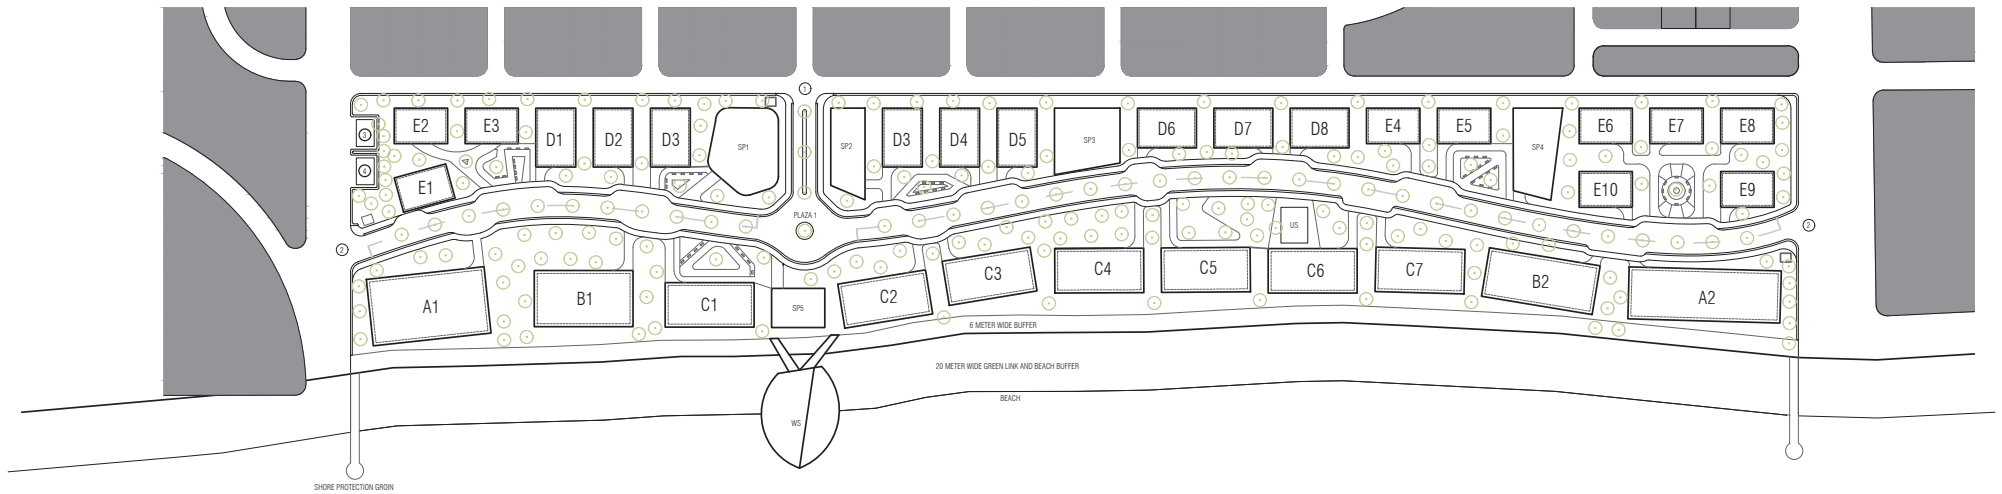 1
E2
E3
D1
D2
D3
SP1
SP2
D3
D4
D5
SP3
D6
D7
D8
E4
E5
SP4
E6
E7
E8
3
4
E1
E10
E9
PLAZA 1
2
US
2
A1
B1
C1
SP5
C2
C3
C4
C5
C6
C7
B2
A2
6 METER WIDE BUFFER
20 METER WIDE GREEN LINK AND BEACH BUFFER
BEACH
WS
SHORE PROTECTION GROIN